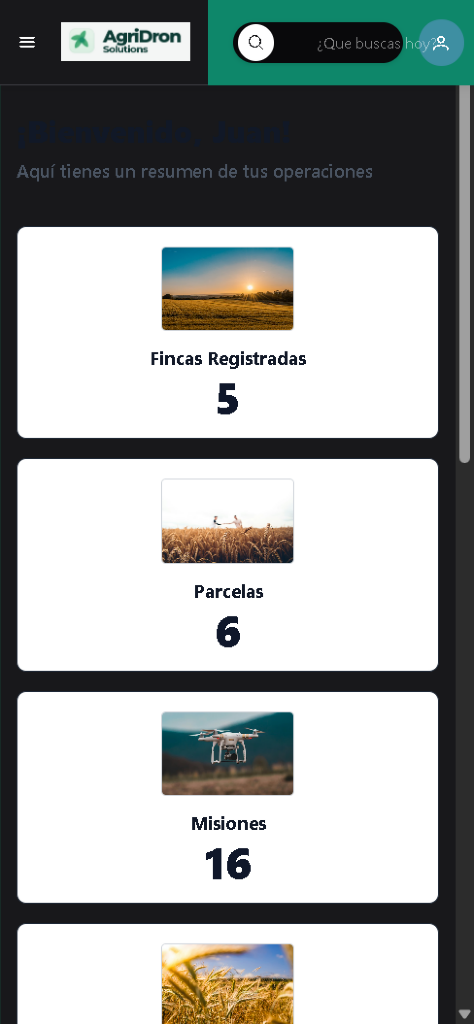 AgriDron
Solutions
¿Que buscas hoy?
¡Bienvenido, Juan!
Aquí tienes un resumen de tus operaciones
Fincas Registradas
5
Parcelas
6
Misiones
16